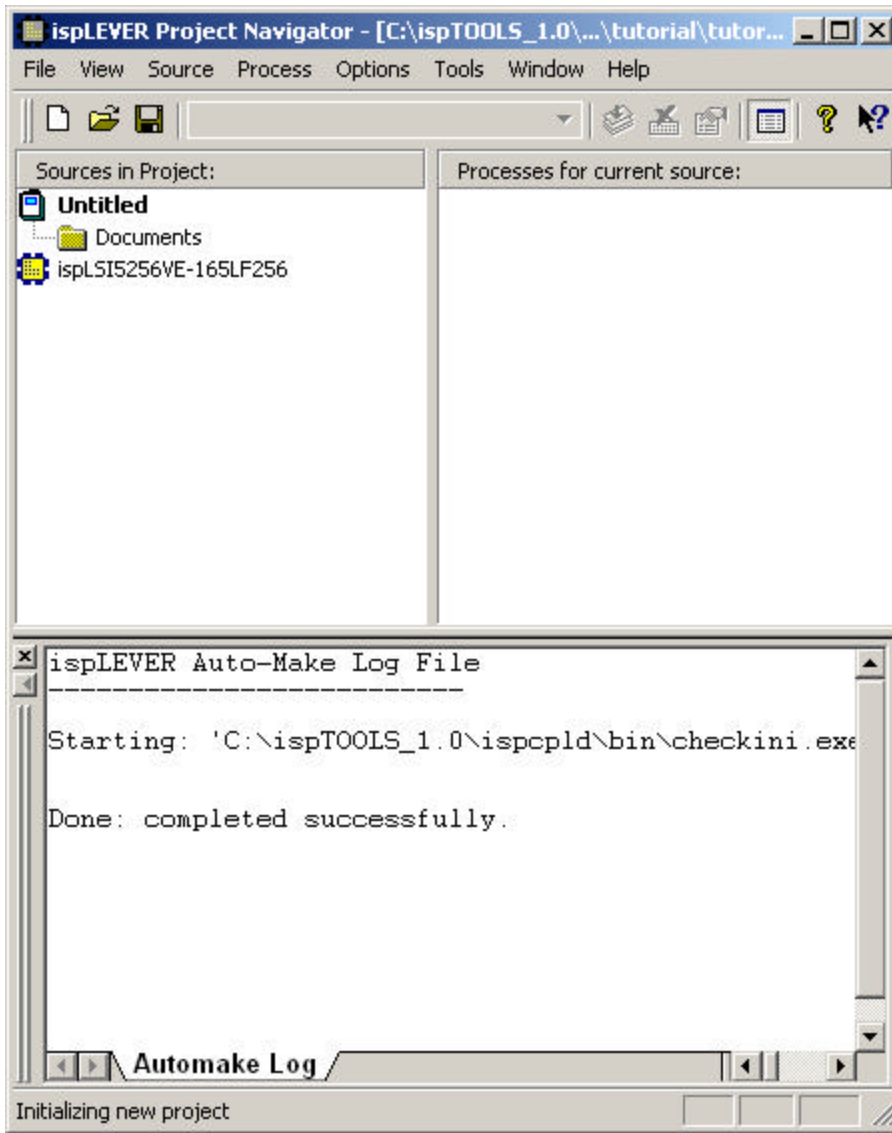 ispLEVER Project Navigator - [C:\ispTOOLS_1.0\...\tutorial\tutor...
File View Source Process Options Tools Window Help
Sources in Project:
Processes for current source:
Untitled
Documents
ispLSI5256VE-165LF256
ispLEVER Auto-Make Log File
--------------------------
Starting: 'C:\ispTOOLS_1.0\ispcpld\bin\checkini.exe
Done: completed successfully.
Automake Log
Initializing new project